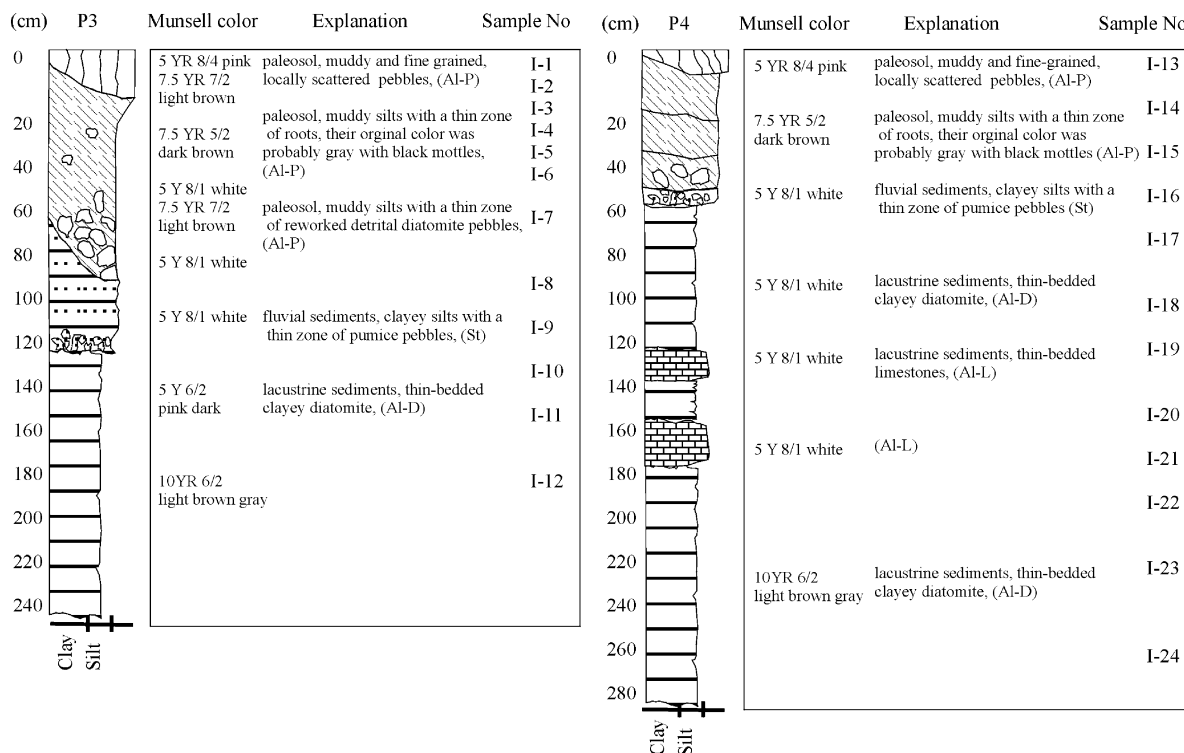 (cm) P3 Munsell color Explanation Sample No
0
20
40
60
80
100
120
140
160
180
200
220
240
Clay
Silt
5 YR 8/4 pink
7.5 YR 7/2
light brown
7.5 YR 5/2
dark brown
5 Y 8/1 white
7.5 YR 7/2
light brown
5 Y 8/1 white
5 Y 8/1 white
5 Y 6/2
pink dark
10YR 6/2
light brown gray
paleosol, muddy and fine grained,
locally scattered pebbles, (Al-P)
paleosol, muddy silts with a thin zone
of roots, their orginal color was
probably gray with black mottles,
(Al-P)
paleosol, muddy silts with a thin zone
of reworked detrital diatomite pebbles,
(Al-P)
fluvial sediments, clayey silts with a
thin zone of pumice pebbles, (St)
lacustrine sediments, thin-bedded
clayey diatomite, (Al-D)
I-1
I-2
I-3
I-4
I-5
I-6
I-7
I-8
I-9
I-10
I-11
I-12
(cm) P4 Munsell color Explanation Sample No
0
20
40
60
80
100
120
140
160
180
200
220
240
260
280
Clay
Silt
5 YR 8/4 pink
7.5 YR 5/2
dark brown
5 Y 8/1 white
5 Y 8/1 white
5 Y 8/1 white
5 Y 8/1 white
10YR 6/2
light brown gray
paleosol, muddy and fine-grained,
locally scattered pebbles, (Al-P)
paleosol, muddy silts with a thin zone
of roots, their orginal color was
probably gray with black mottles (Al-P)
fluvial sediments, clayey silts with a
thin zone of pumice pebbles (St)
lacustrine sediments, thin-bedded
clayey diatomite, (Al-D)
lacustrine sediments, thin-bedded
limestones, (Al-L)
(Al-L)
lacustrine sediments, thin-bedded
clayey diatomite, (Al-D)
I-13
I-14
I-15
I-16
I-17
I-18
I-19
I-20
I-21
I-22
I-23
I-24